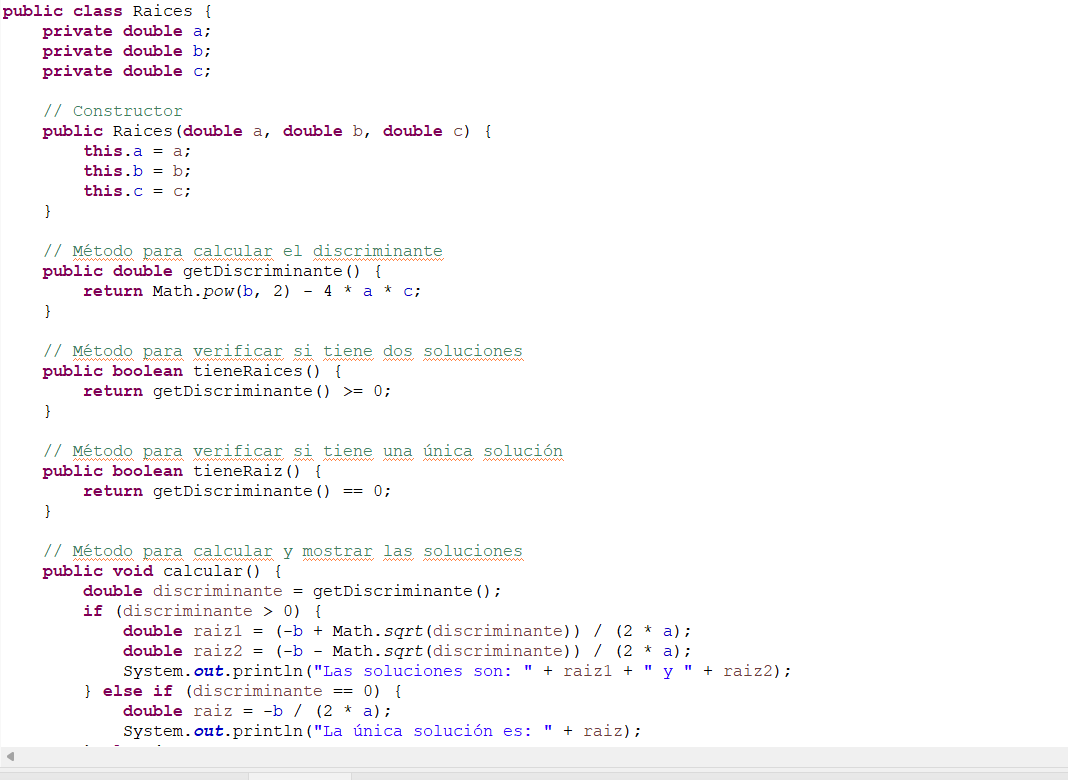 public class Raices {
    private double a;
    private double b;
    private double c;

    // Constructor
    public Raices(double a, double b, double c) {
        this.a = a;
        this.b = b;
        this.c = c;
    }

    // Método para calcular el discriminante
    public double getDiscriminante() {
        return Math.pow(b, 2) - 4 * a * c;
    }

    // Método para verificar si tiene dos soluciones
    public boolean tieneRaices() {
        return getDiscriminante() >= 0;
    }

    // Método para verificar si tiene una única solución
    public boolean tieneRaiz() {
        return getDiscriminante() == 0;
    }

    // Método para calcular y mostrar las soluciones
    public void calcular() {
        double discriminante = getDiscriminante();
        if (discriminante > 0) {
            double raiz1 = (-b + Math.sqrt(discriminante)) / (2 * a);
            double raiz2 = (-b - Math.sqrt(discriminante)) / (2 * a);
            System.out.println("Las soluciones son: " + raiz1 + " y " + raiz2);
        } else if (discriminante == 0) {
            double raiz = -b / (2 * a);
            System.out.println("La única solución es: " + raiz);